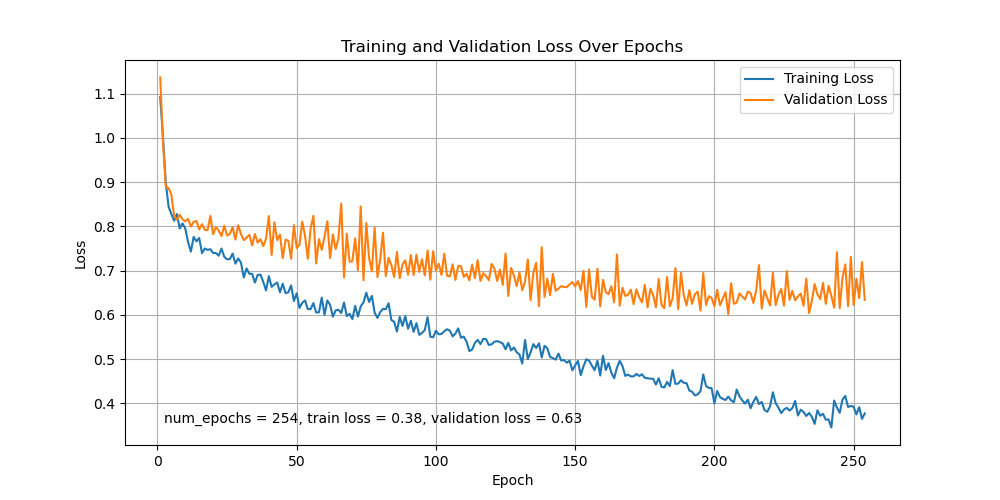 Training and Validation Loss Over Epochs
Training Loss
Validation Loss
1.1
1.0
0.9
0.8
0.7
0.6
0.5
0.4
Loss
num_epochs = 254, train loss = 0.38, validation loss = 0.63
0 50 100 150 200 250
Epoch